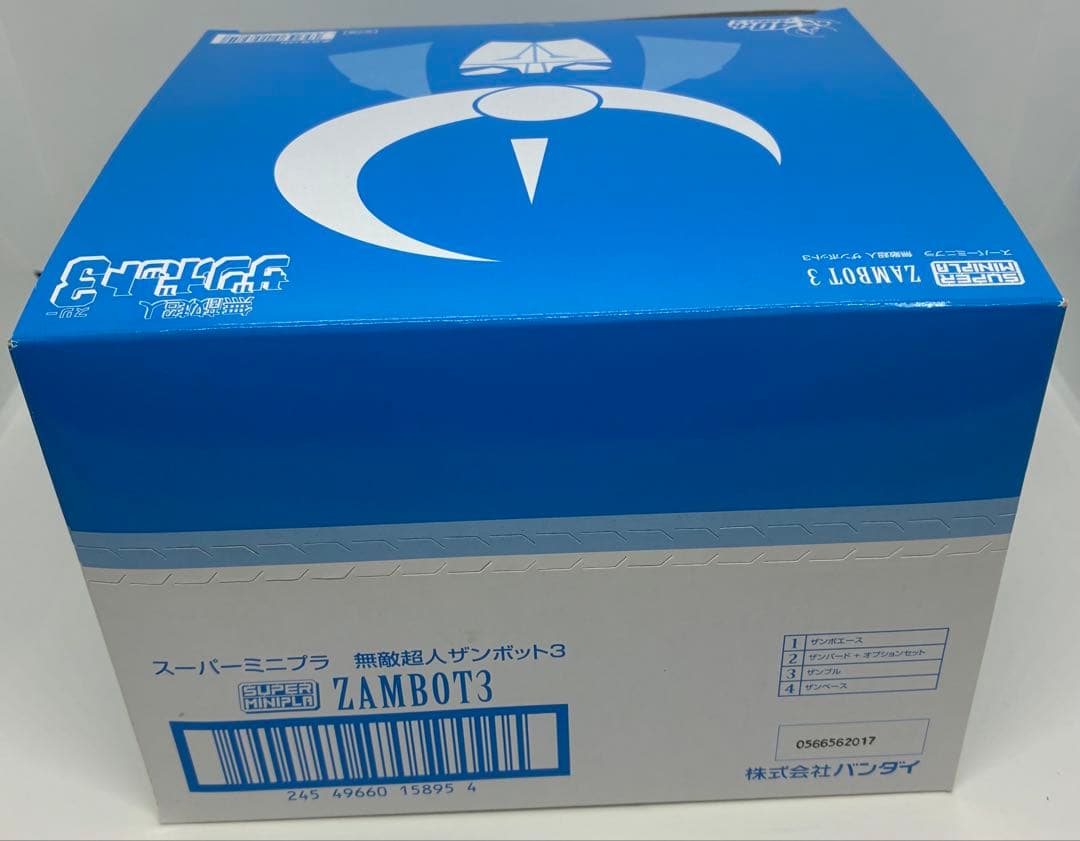 無敵超人
ザンボット3
スリー
スーパーミニプラ
無敵超人 ザンボット3
SUPER
MINIPLA
ZAMBOT 3
スーパーミニプラ 無敵超人ザンボット3
SUPER
MINIPLA
ZAMBOT3
245 49660 15895 4
1 ザンボエース
2 ザンバード + オプションセット
3 ザンブル
4 ザンベース
0566562017
株式会社バンダイ